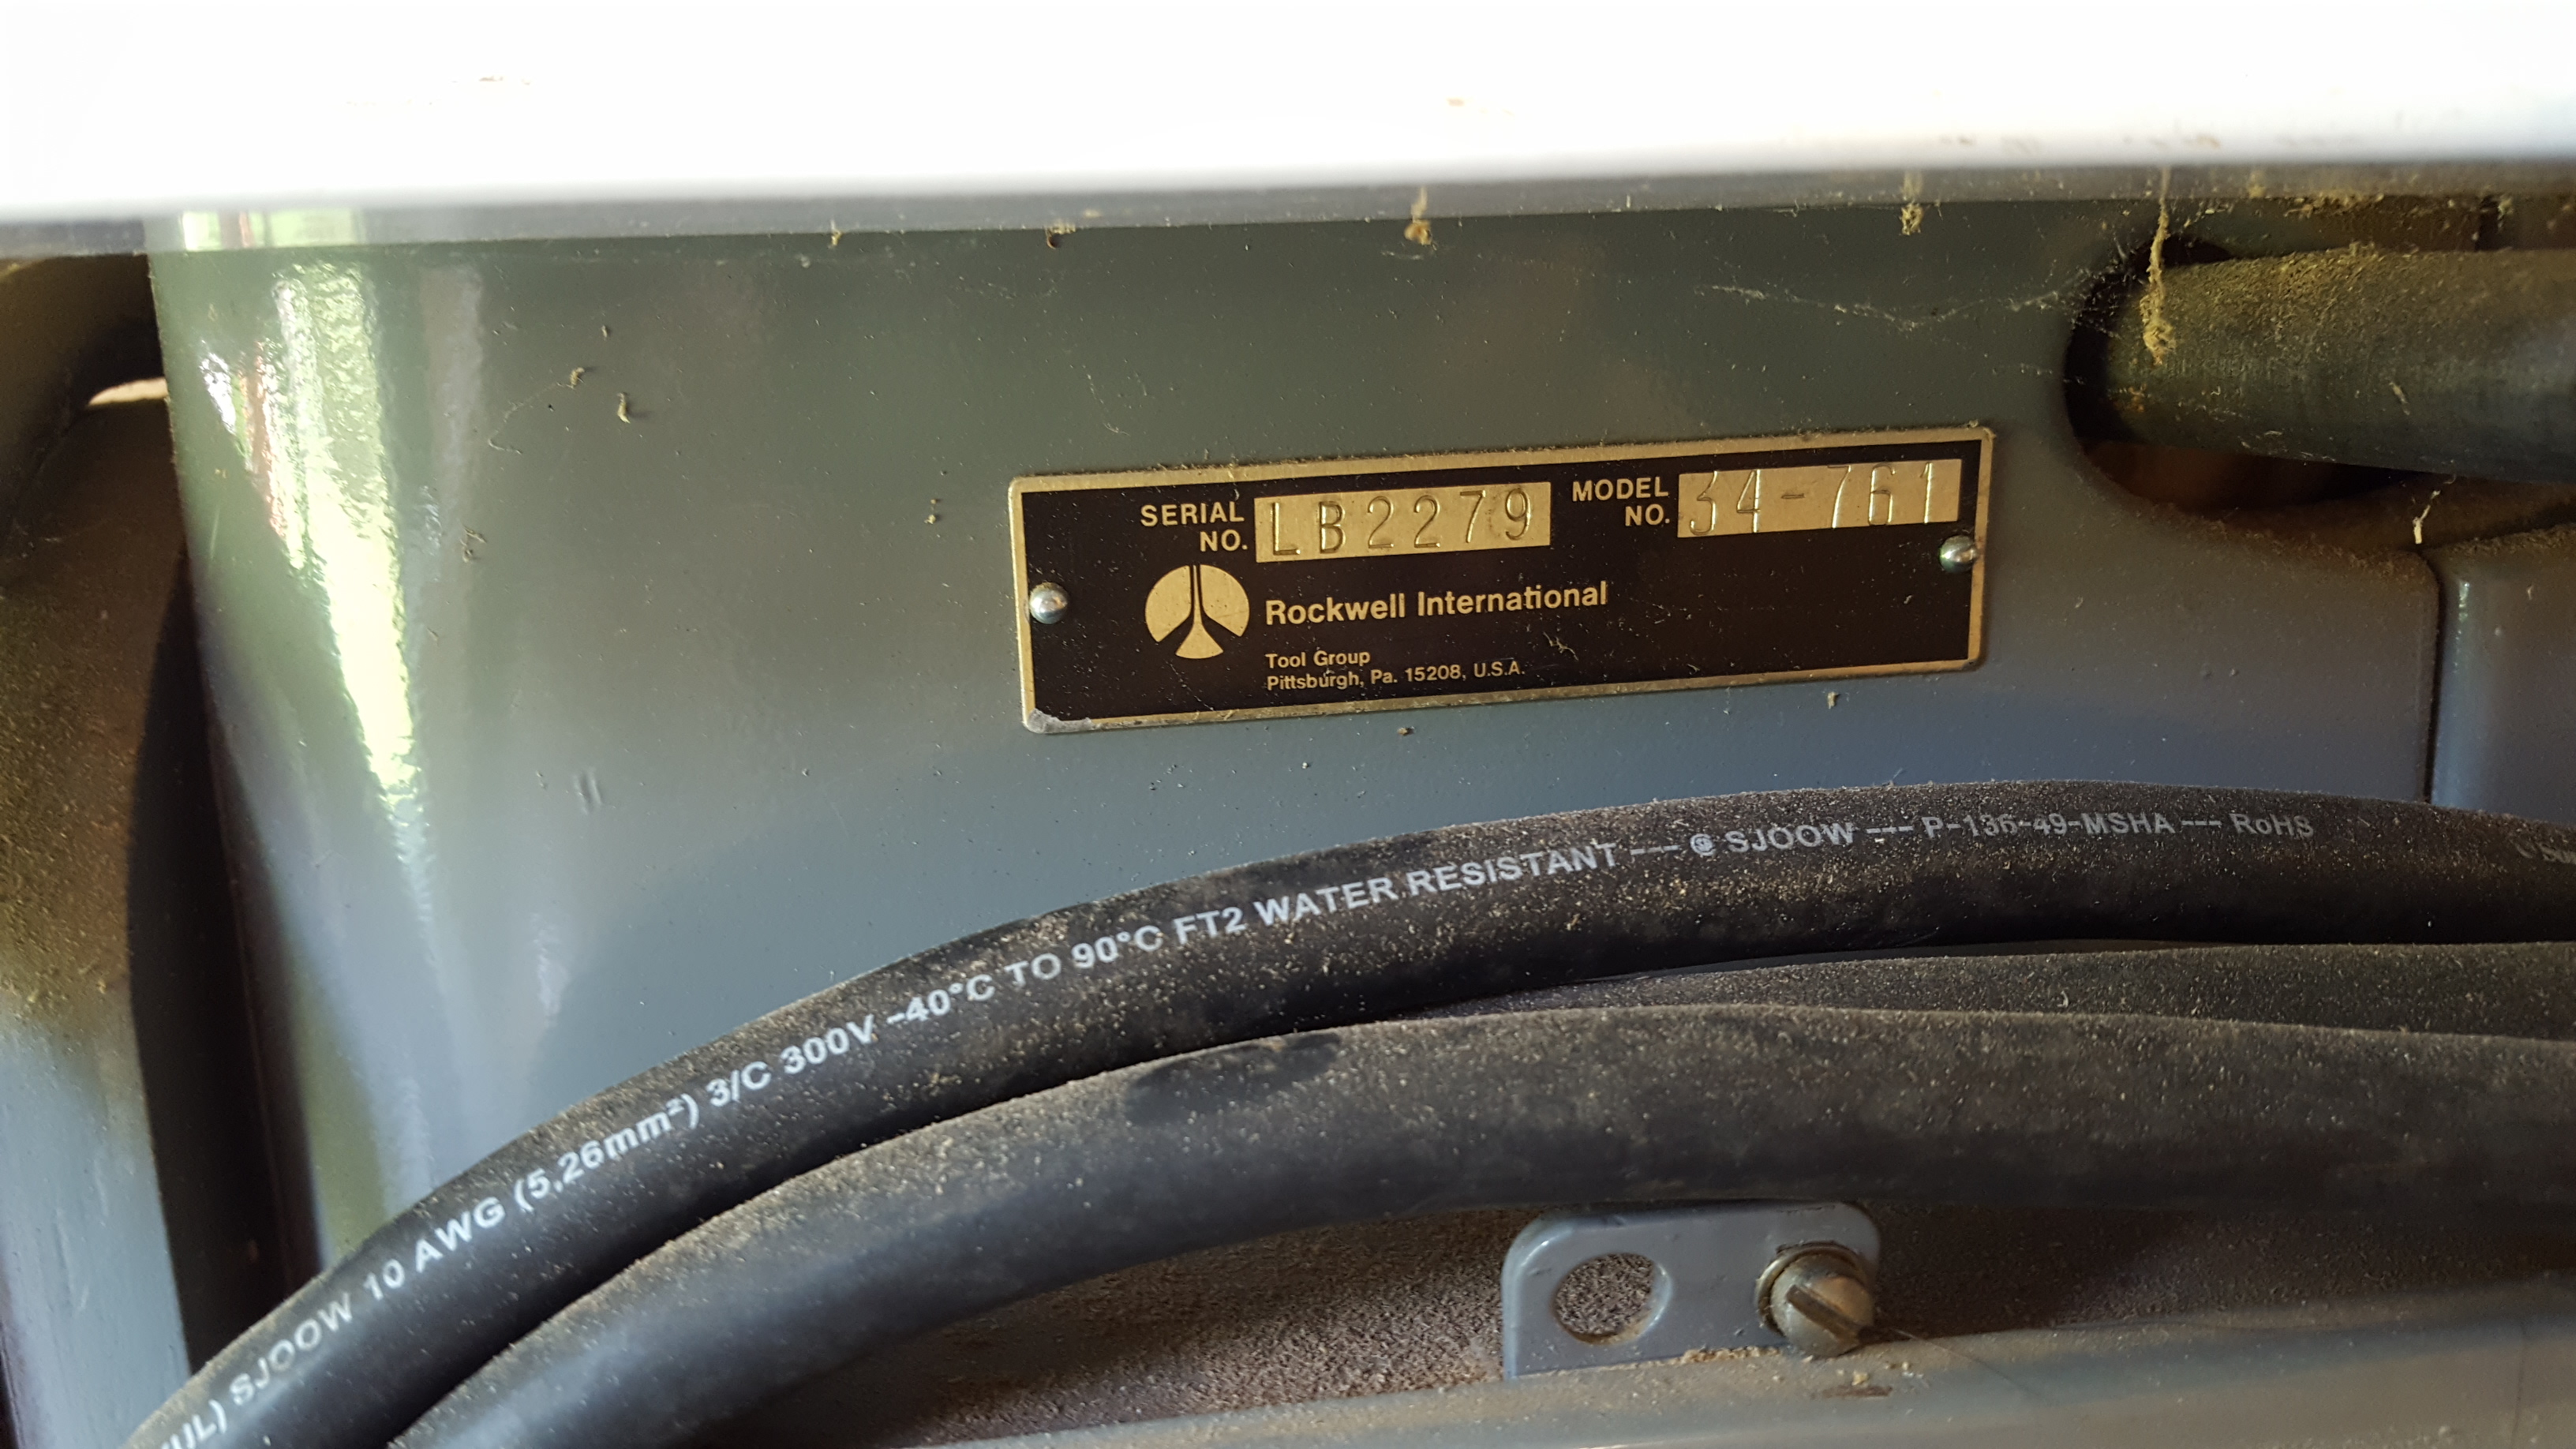 SERIAL NO. LB2279
MODEL NO. 34-761
Rockwell International
Tool Group
Pittsburgh, Pa. 15208, U.S.A.
(UL) SJOOW 10 AWG (5,26mm²) 3/C 300V -40°C TO 90°C FT2 WATER RESISTANT --- SJOOW --- P-136-49-MSHA --- RoHS